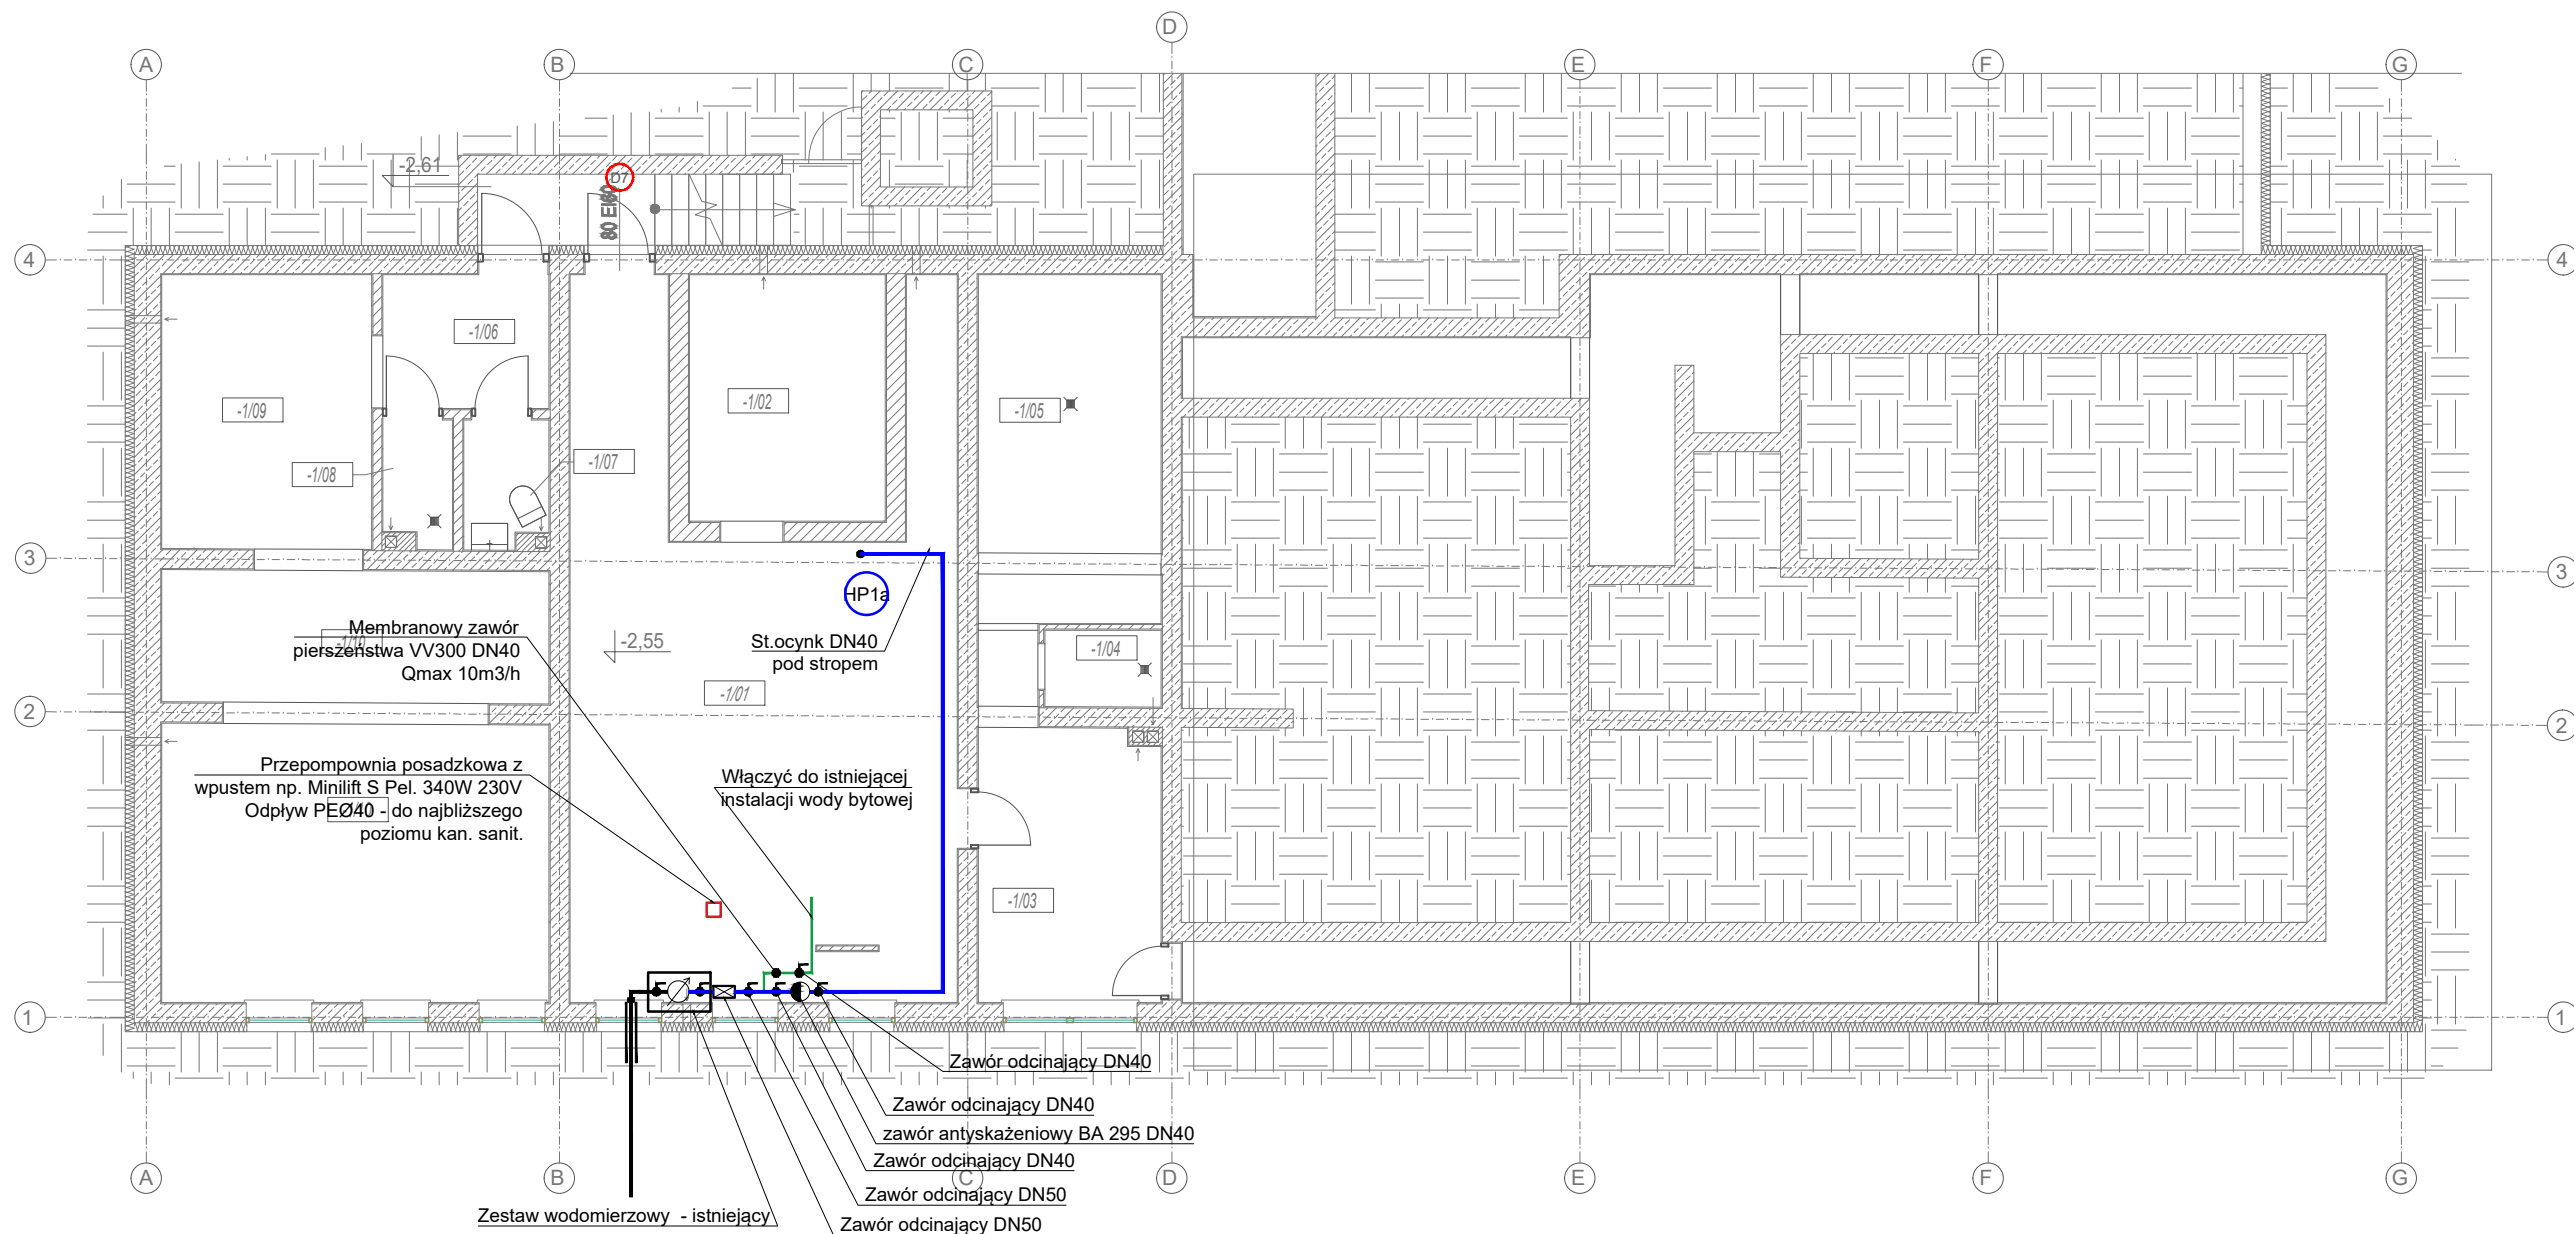 D
A
B
C
E
F
G
-2,61
D7
80 EI60
4
4
-1/06
-1/09
-1/02
-1/05
-1/08
-1/07
3
3
HP1a
Membranowy zawór
pierszeństwa VV300 DN40
Qmax 10m3/h
-1/10
St.ocynk DN40
pod stropem
-2,55
-1/04
-1/01
2
2
Przepompownia posadzkowa z
wpustem np. Minilift S Pel. 340W 230V
Odpływ PEØ40 - do najbliższego
poziomu kan. sanit.
Włączyć do istniejącej
instalacji wody bytowej
-1/03
1
1
Zawór odcinający DN40
Zawór odcinający DN40
zawór antyskażeniowy BA 295 DN40
Zawór odcinający DN40
Zawór odcinający DN50
Zestaw wodomierzowy - istniejący
Zawór odcinający DN50
A
B
C
D
E
F
G